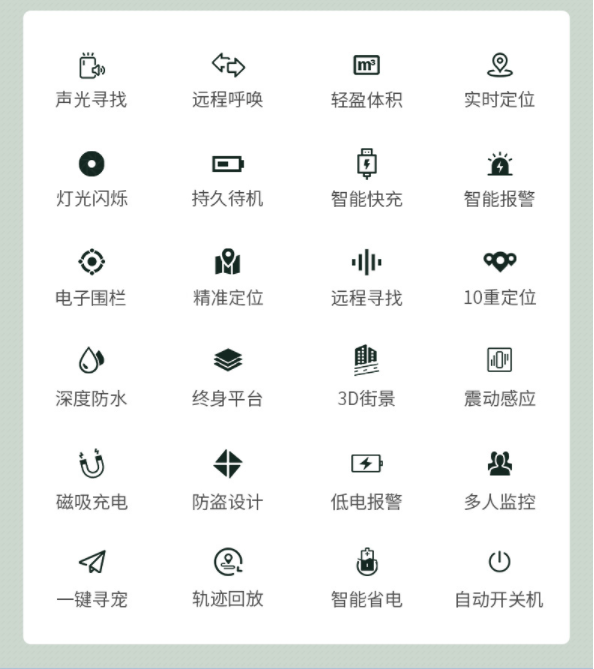 声光寻找
远程呼唤
m³
轻盈体积
实时定位
灯光闪烁
持久待机
智能快充
智能报警
电子围栏
精准定位
远程寻找
10重定位
深度防水
终身平台
3D街景
震动感应
磁吸充电
防盗设计
低电报警
多人监控
一键寻宠
轨迹回放
智能省电
自动开关机